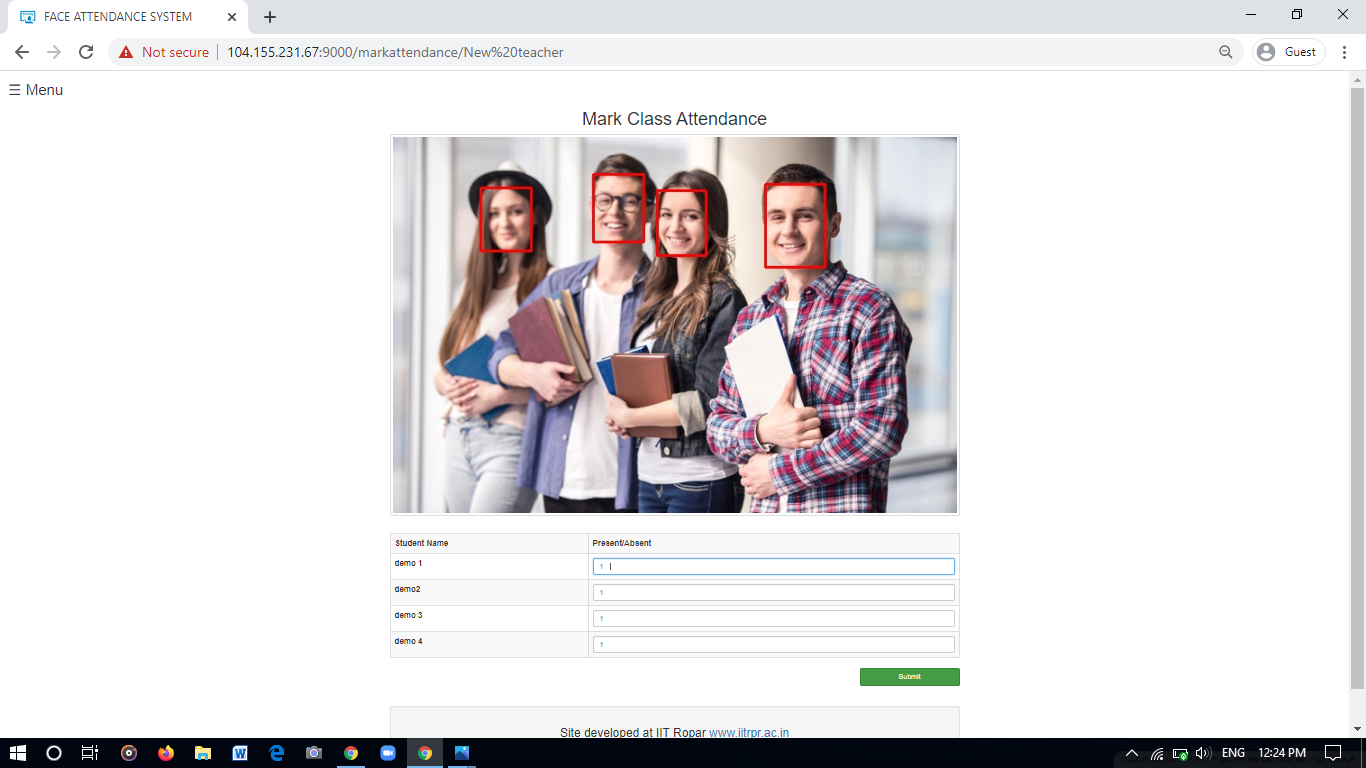 FACE ATTENDANCE SYSTEM
Not secure 104.155.231.67:9000/markattendance/New%20teacher Guest
☰ Menu
Mark Class Attendance
Student Name Present/Absent
demo 1 1
demo2 1
demo 3 1
demo 4 1
Submit
Site developed at IIT Ropar www.iitrpr.ac.in
ENG 12:24 PM